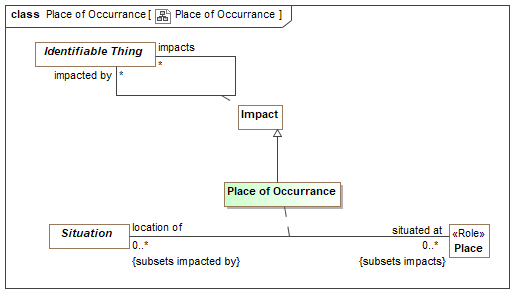 class Place of Occurrance [ Place of Occurrance ]
Identifiable Thing
impacts
*
impacted by
*
Impact
Place of Occurrance
Situation
location of
0..*
{subsets impacted by}
situated at
0..*
{subsets impacts}
«Role»
Place